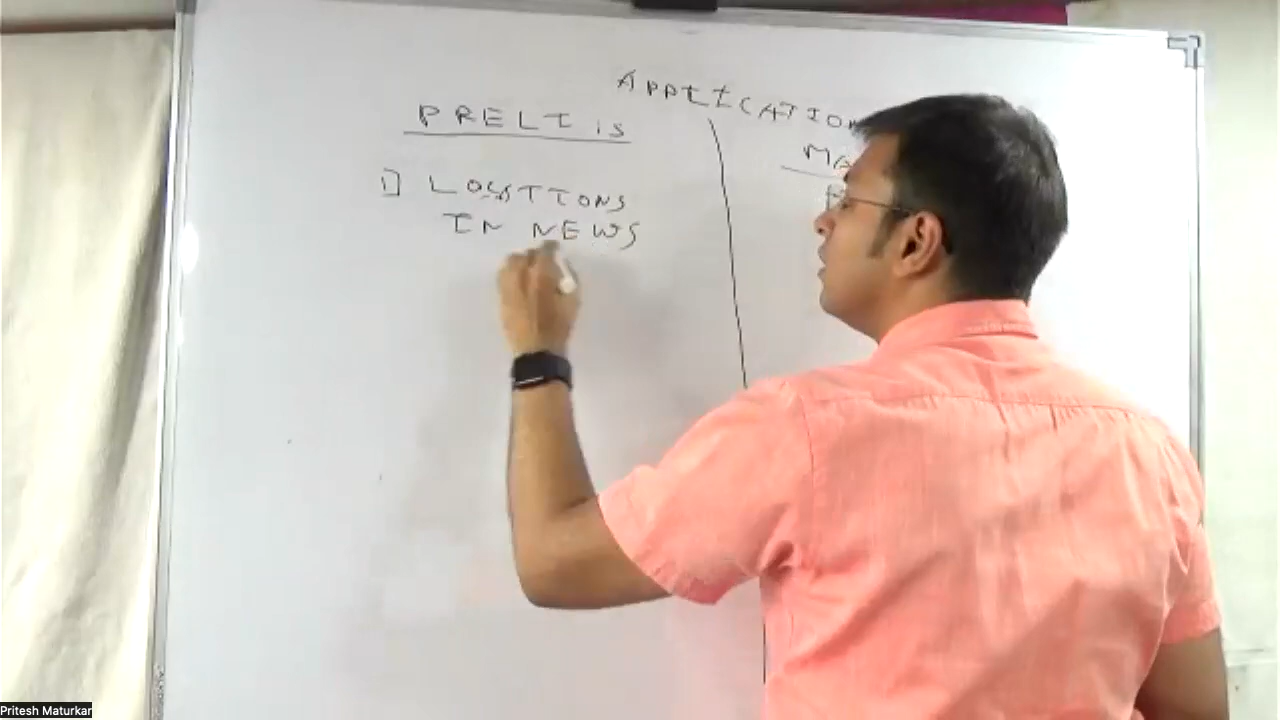 APPLICATION
PRELIMS
MA
1] LOCATIONS
IN NEWS
Pritesh Maturkar